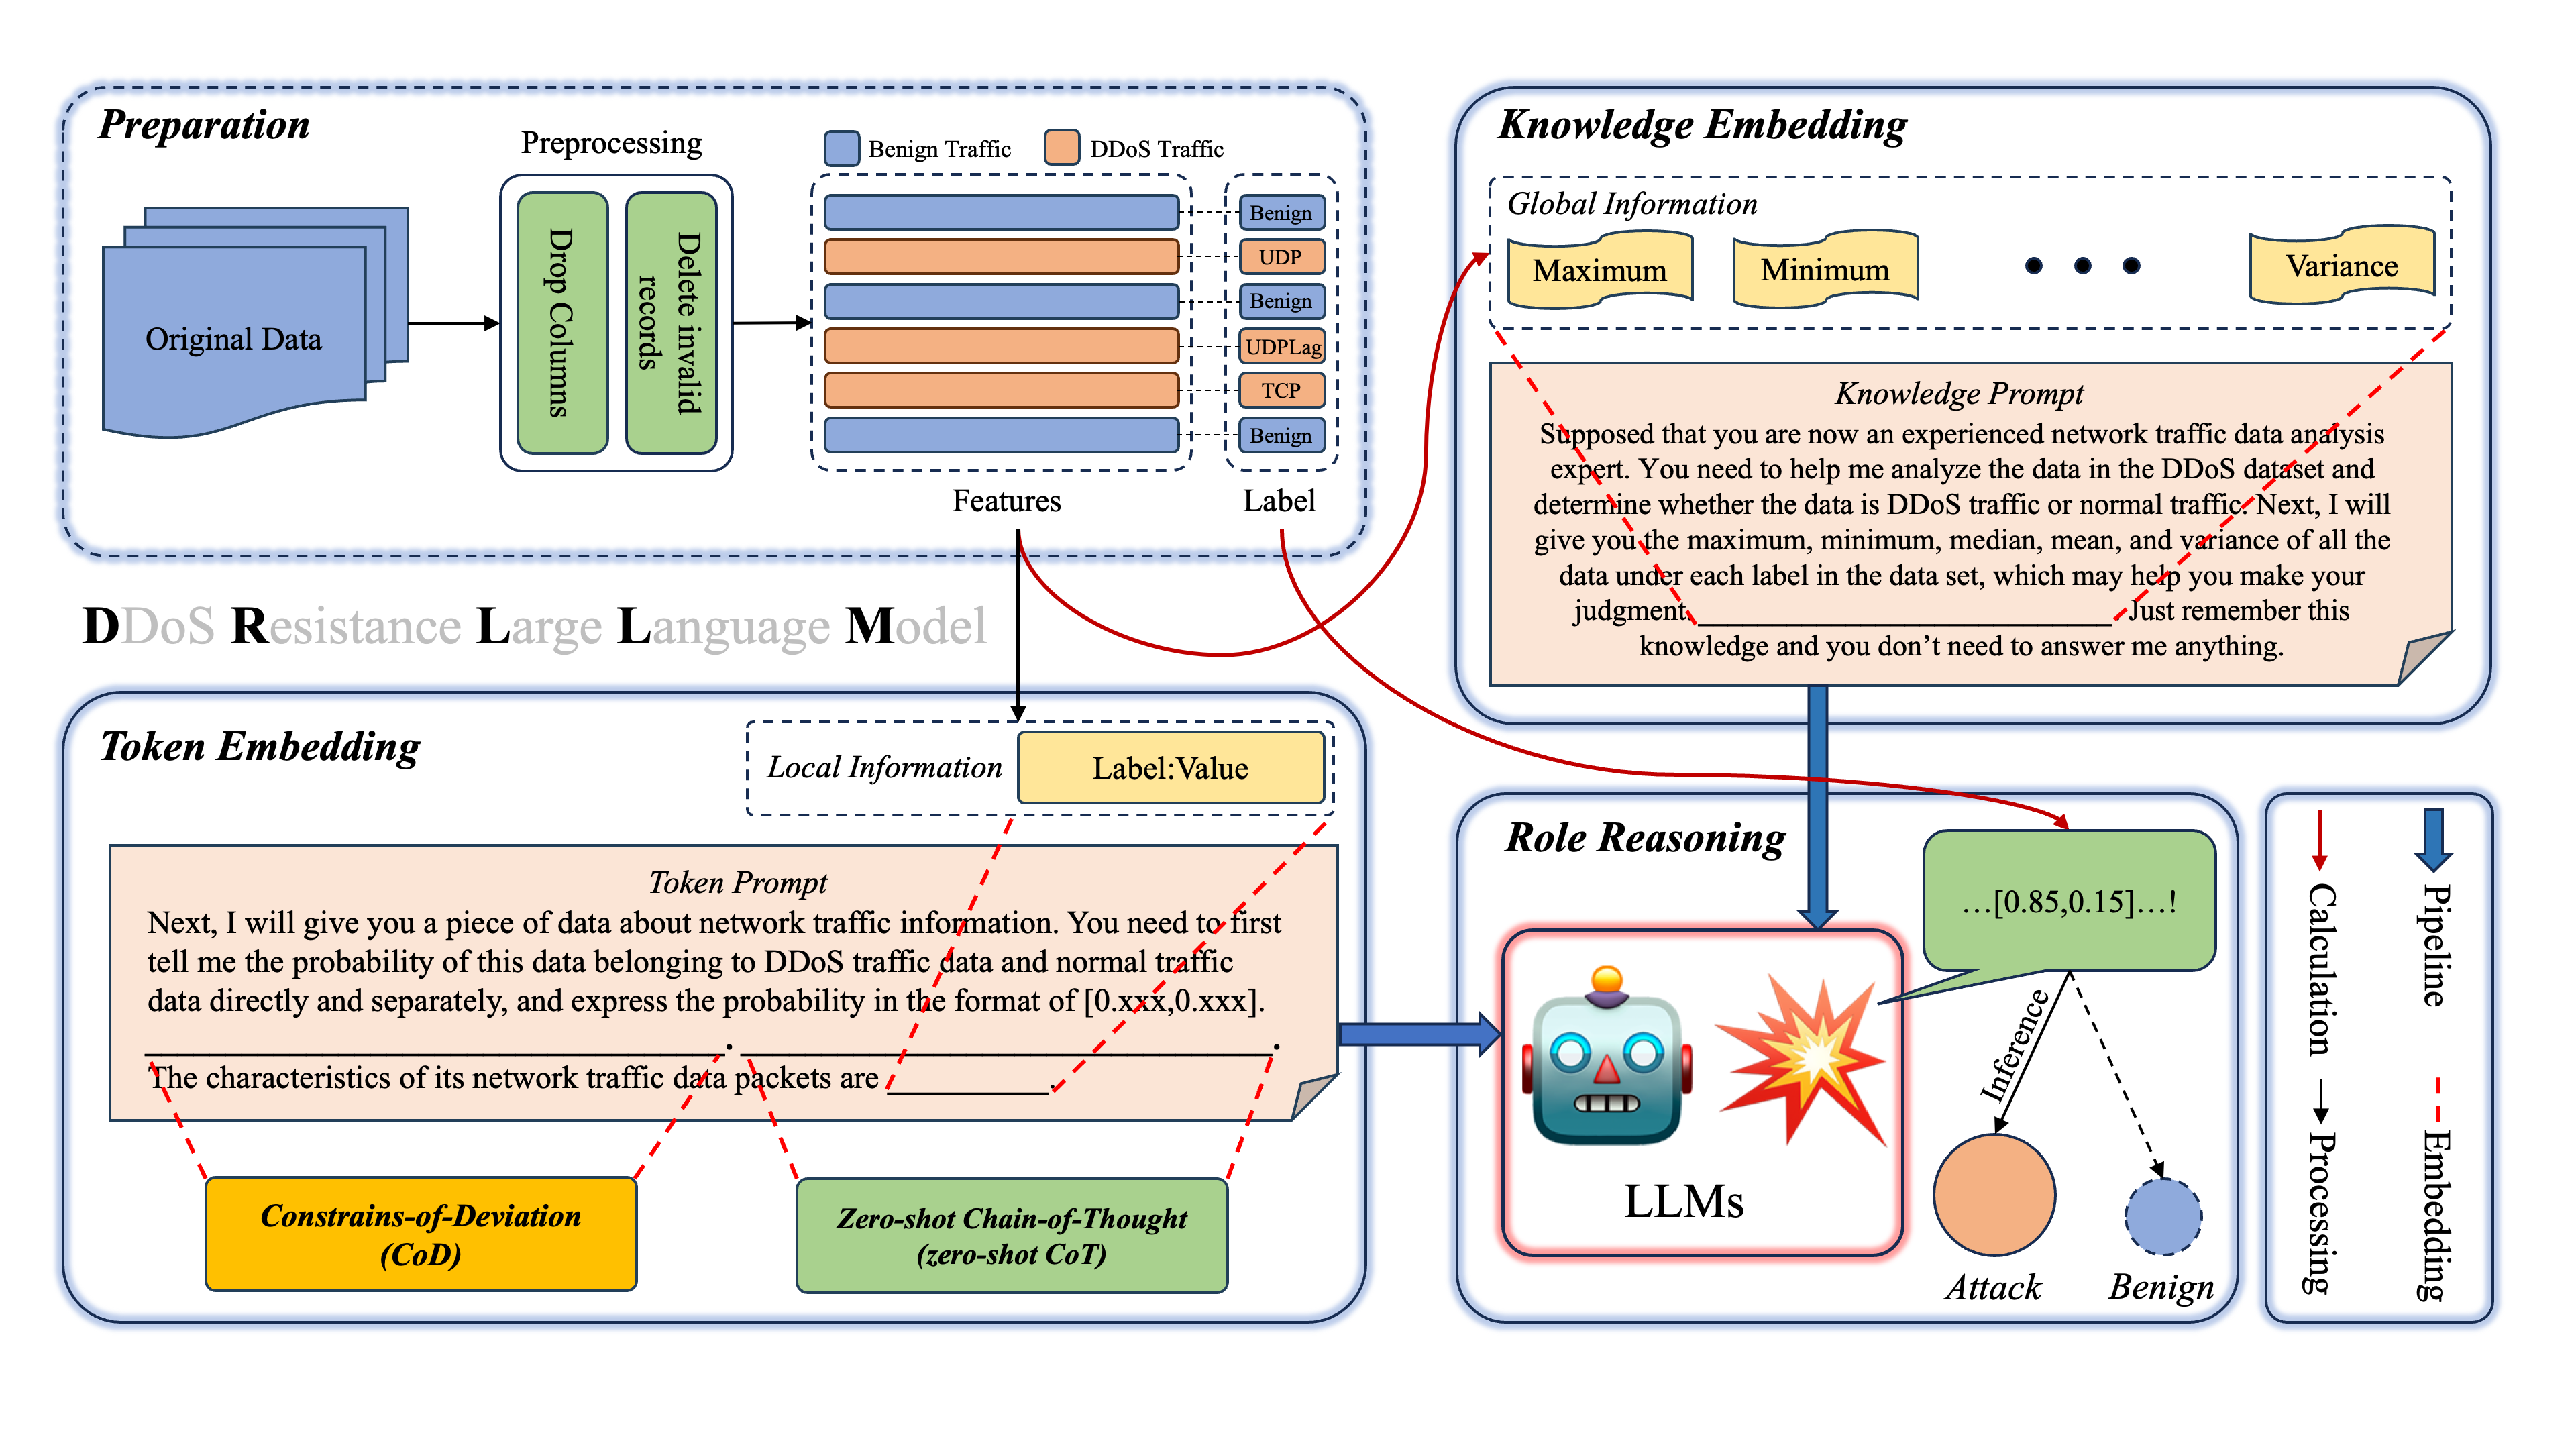 Preparation
Preprocessing
Benign Traffic
DDoS Traffic
Original Data
Drop Columns
Delete invalid
records
Benign
UDP
Benign
UDPLag
TCP
Benign
Features
Label
DDoS Resistance Large Language Model
Knowledge Embedding
Global Information
Maximum
Minimum
• • •
Variance
Knowledge Prompt
Supposed that you are now an experienced network traffic data analysis
expert. You need to help me analyze the data in the DDoS dataset and
determine whether the data is DDoS traffic or normal traffic. Next, I will
give you the maximum, minimum, median, mean, and variance of all the
data under each label in the data set, which may help you make your
judgment. ____________________________. Just remember this
knowledge and you don’t need to answer me anything.
Token Embedding
Local Information
Label:Value
Token Prompt
Next, I will give you a piece of data about network traffic information. You need to first
tell me the probability of this data belonging to DDoS traffic data and normal traffic
data directly and separately, and express the probability in the format of [0.xxx,0.xxx].
________________________________________. ____________________________________.
The characteristics of its network traffic data packets are ___________.
Constrains-of-Deviation
(CoD)
Zero-shot Chain-of-Thought
(zero-shot CoT)
Role Reasoning
…[0.85,0.15]…!
Inference
LLMs
Attack
Benign
Calculation
Processing
Pipeline
Embedding